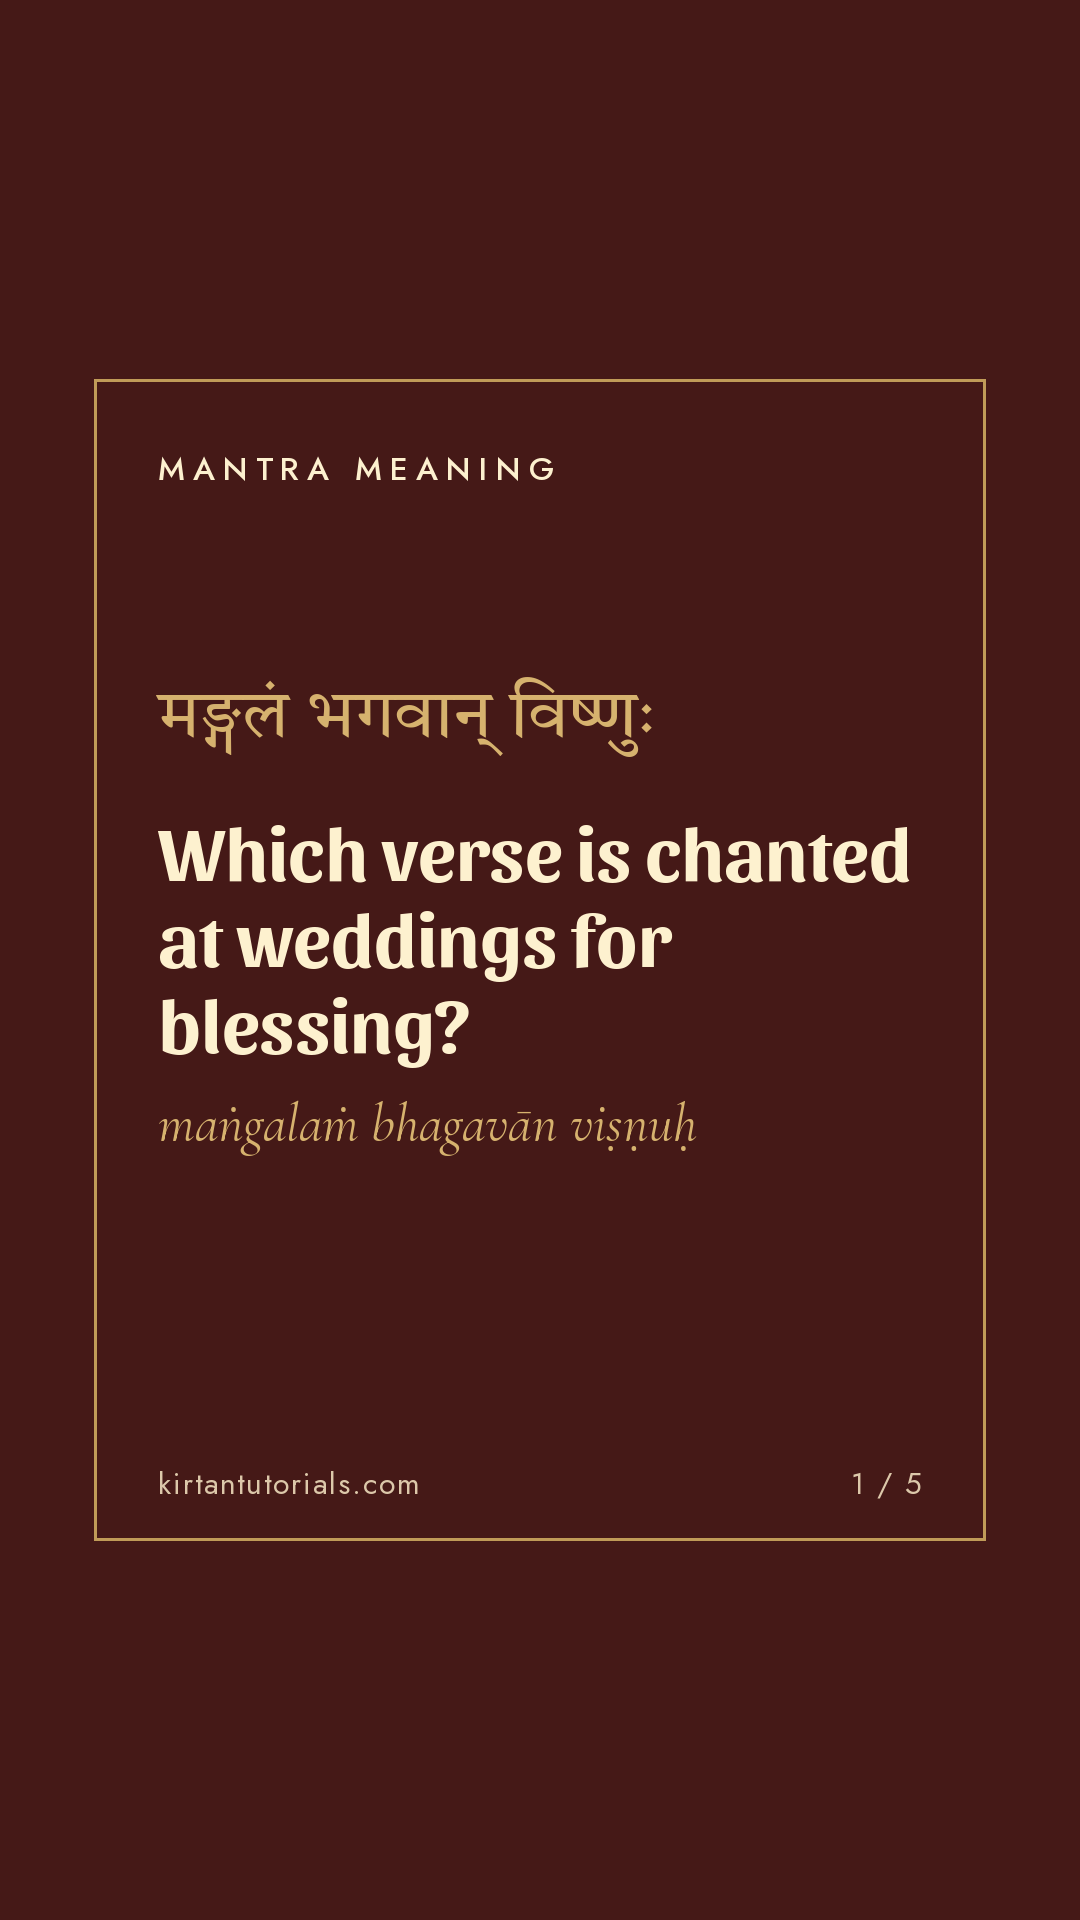 MANTRA MEANING
मङ्गलं भगवान् विष्णुः
Which verse is chanted
at weddings for
blessing?
maṅgalaṁ bhagavān viṣṇuḥ
kirtantutorials.com
1 / 5